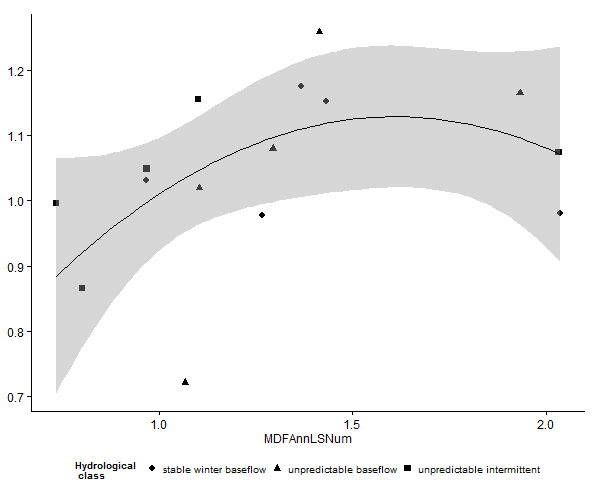 1.2
1.1
1.0
0.9
0.8
0.7
1.0 1.5 2.0
MDFAnnLSNum
Hydrological
class
stable winter baseflow unpredictable baseflow unpredictable intermittent